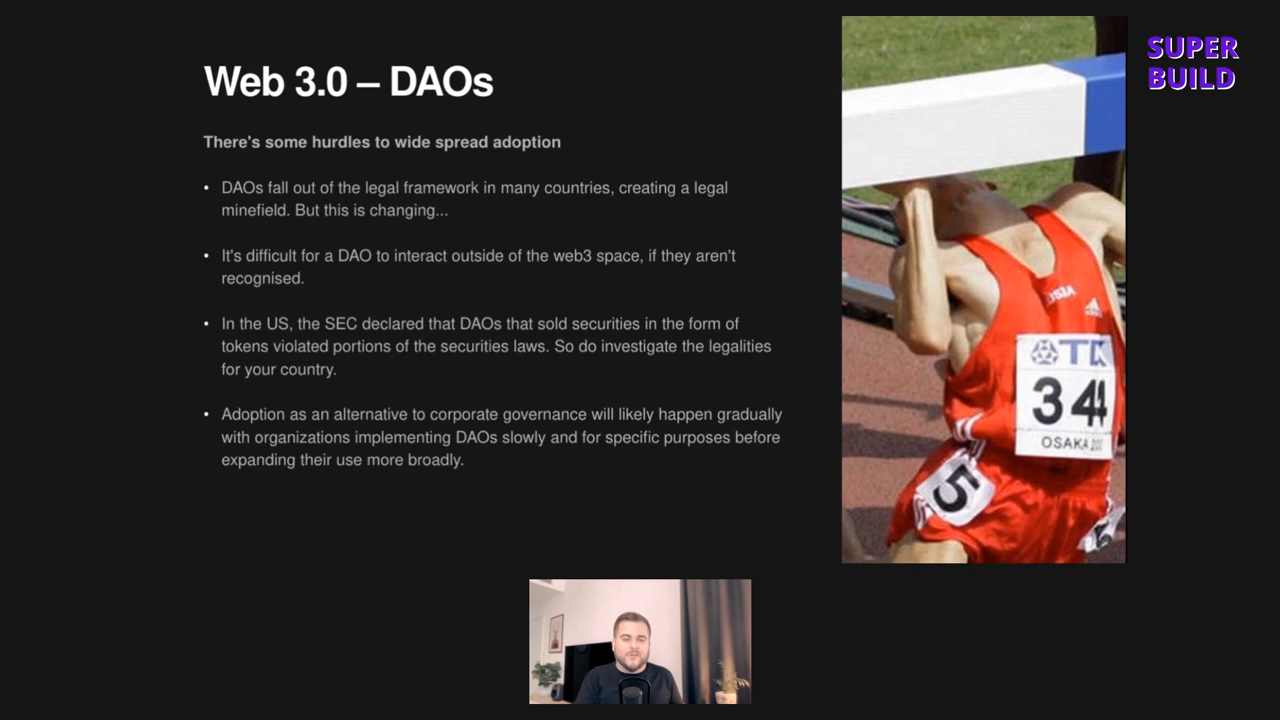 Web 3.0 – DAOs
There's some hurdles to wide spread adoption
• DAOs fall out of the legal framework in many countries, creating a legal
minefield. But this is changing...
• It's difficult for a DAO to interact outside of the web3 space, if they aren't
recognised.
• In the US, the SEC declared that DAOs that sold securities in the form of
tokens violated portions of the securities laws. So do investigate the legalities
for your country.
• Adoption as an alternative to corporate governance will likely happen gradually
with organizations implementing DAOs slowly and for specific purposes before
expanding their use more broadly.
SUPER
BUILD
344
OSAKA
5